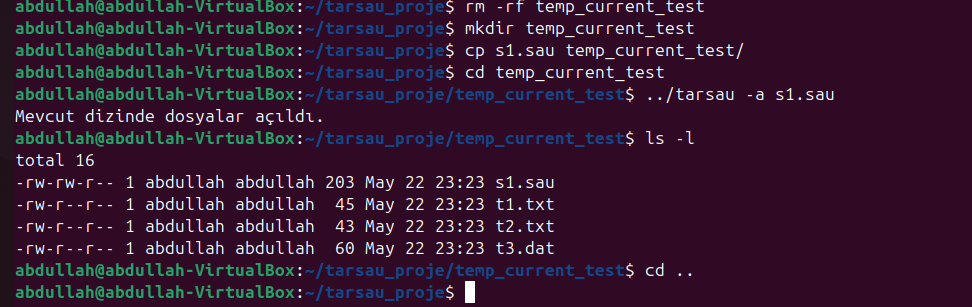 abdullah@abdullah-VirtualBox:~/tarsau_proje$ rm -rf temp_current_test
abdullah@abdullah-VirtualBox:~/tarsau_proje$ mkdir temp_current_test
abdullah@abdullah-VirtualBox:~/tarsau_proje$ cp s1.sau temp_current_test/
abdullah@abdullah-VirtualBox:~/tarsau_proje$ cd temp_current_test
abdullah@abdullah-VirtualBox:~/tarsau_proje/temp_current_test$ ../tarsau -a s1.sau
Mevcut dizinde dosyalar açıldı.
abdullah@abdullah-VirtualBox:~/tarsau_proje/temp_current_test$ ls -l
total 16
-rw-rw-r-- 1 abdullah abdullah 203 May 22 23:23 s1.sau
-rw-r--r-- 1 abdullah abdullah  45 May 22 23:23 t1.txt
-rw-r--r-- 1 abdullah abdullah  43 May 22 23:23 t2.txt
-rw-r--r-- 1 abdullah abdullah  60 May 22 23:23 t3.dat
abdullah@abdullah-VirtualBox:~/tarsau_proje/temp_current_test$ cd ..
abdullah@abdullah-VirtualBox:~/tarsau_proje$